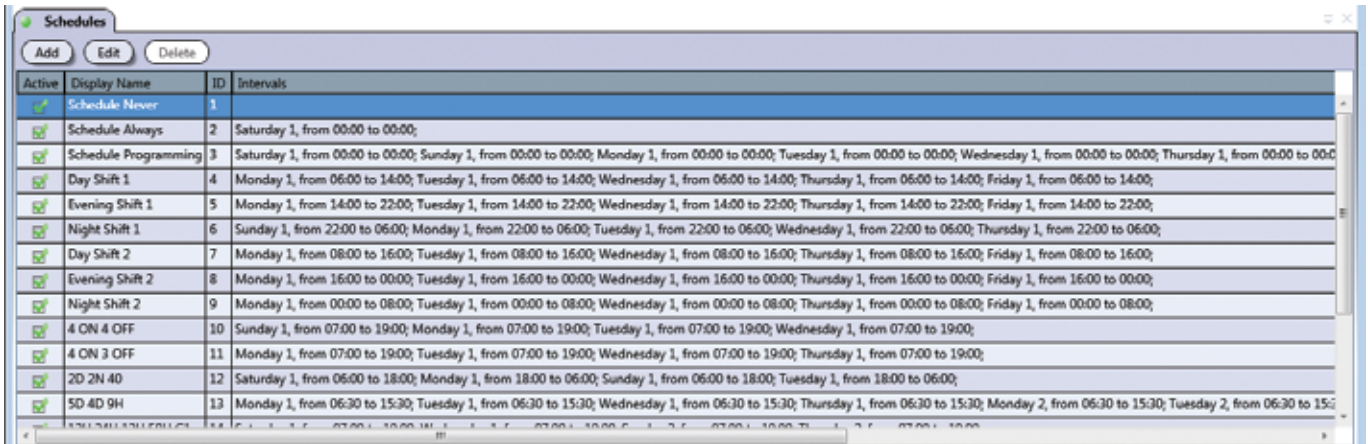 Schedules
Add Edit Delete
Active Display Name ID Intervals
Schedule Never 1
Schedule Always 2 Saturday 1, from 00:00 to 00:00;
Schedule Programming 3 Saturday 1, from 00:00 to 00:00; Sunday 1, from 00:00 to 00:00; Monday 1, from 00:00 to 00:00; Tuesday 1, from 00:00 to 00:00; Wednesday 1, from 00:00 to 00:00; Thursday 1, from 00:00 to 00:0
Day Shift 1 4 Monday 1, from 06:00 to 14:00; Tuesday 1, from 06:00 to 14:00; Wednesday 1, from 06:00 to 14:00; Thursday 1, from 06:00 to 14:00; Friday 1, from 06:00 to 14:00;
Evening Shift 1 5 Monday 1, from 14:00 to 22:00; Tuesday 1, from 14:00 to 22:00; Wednesday 1, from 14:00 to 22:00; Thursday 1, from 14:00 to 22:00; Friday 1, from 14:00 to 22:00;
Night Shift 1 6 Sunday 1, from 22:00 to 06:00; Monday 1, from 22:00 to 06:00; Tuesday 1, from 22:00 to 06:00; Wednesday 1, from 22:00 to 06:00; Thursday 1, from 22:00 to 06:00;
Day Shift 2 7 Monday 1, from 08:00 to 16:00; Tuesday 1, from 08:00 to 16:00; Wednesday 1, from 08:00 to 16:00; Thursday 1, from 08:00 to 16:00; Friday 1, from 08:00 to 16:00;
Evening Shift 2 8 Monday 1, from 16:00 to 00:00; Tuesday 1, from 16:00 to 00:00; Wednesday 1, from 16:00 to 00:00; Thursday 1, from 16:00 to 00:00; Friday 1, from 16:00 to 00:00;
Night Shift 2 9 Monday 1, from 00:00 to 08:00; Tuesday 1, from 00:00 to 08:00; Wednesday 1, from 00:00 to 08:00; Thursday 1, from 00:00 to 08:00; Friday 1, from 00:00 to 08:00;
4 ON 4 OFF 10 Sunday 1, from 07:00 to 19:00; Monday 1, from 07:00 to 19:00; Tuesday 1, from 07:00 to 19:00; Wednesday 1, from 07:00 to 19:00;
4 ON 3 OFF 11 Monday 1, from 07:00 to 19:00; Tuesday 1, from 07:00 to 19:00; Wednesday 1, from 07:00 to 19:00; Thursday 1, from 07:00 to 19:00;
2D 2N 40 12 Saturday 1, from 06:00 to 18:00; Monday 1, from 18:00 to 06:00; Sunday 1, from 06:00 to 18:00; Tuesday 1, from 18:00 to 06:00;
5D 4D 9H 13 Monday 1, from 06:30 to 15:30; Tuesday 1, from 06:30 to 15:30; Wednesday 1, from 06:30 to 15:30; Thursday 1, from 06:30 to 15:30; Monday 2, from 06:30 to 15:30; Tuesday 2, from 06:30 to 15: